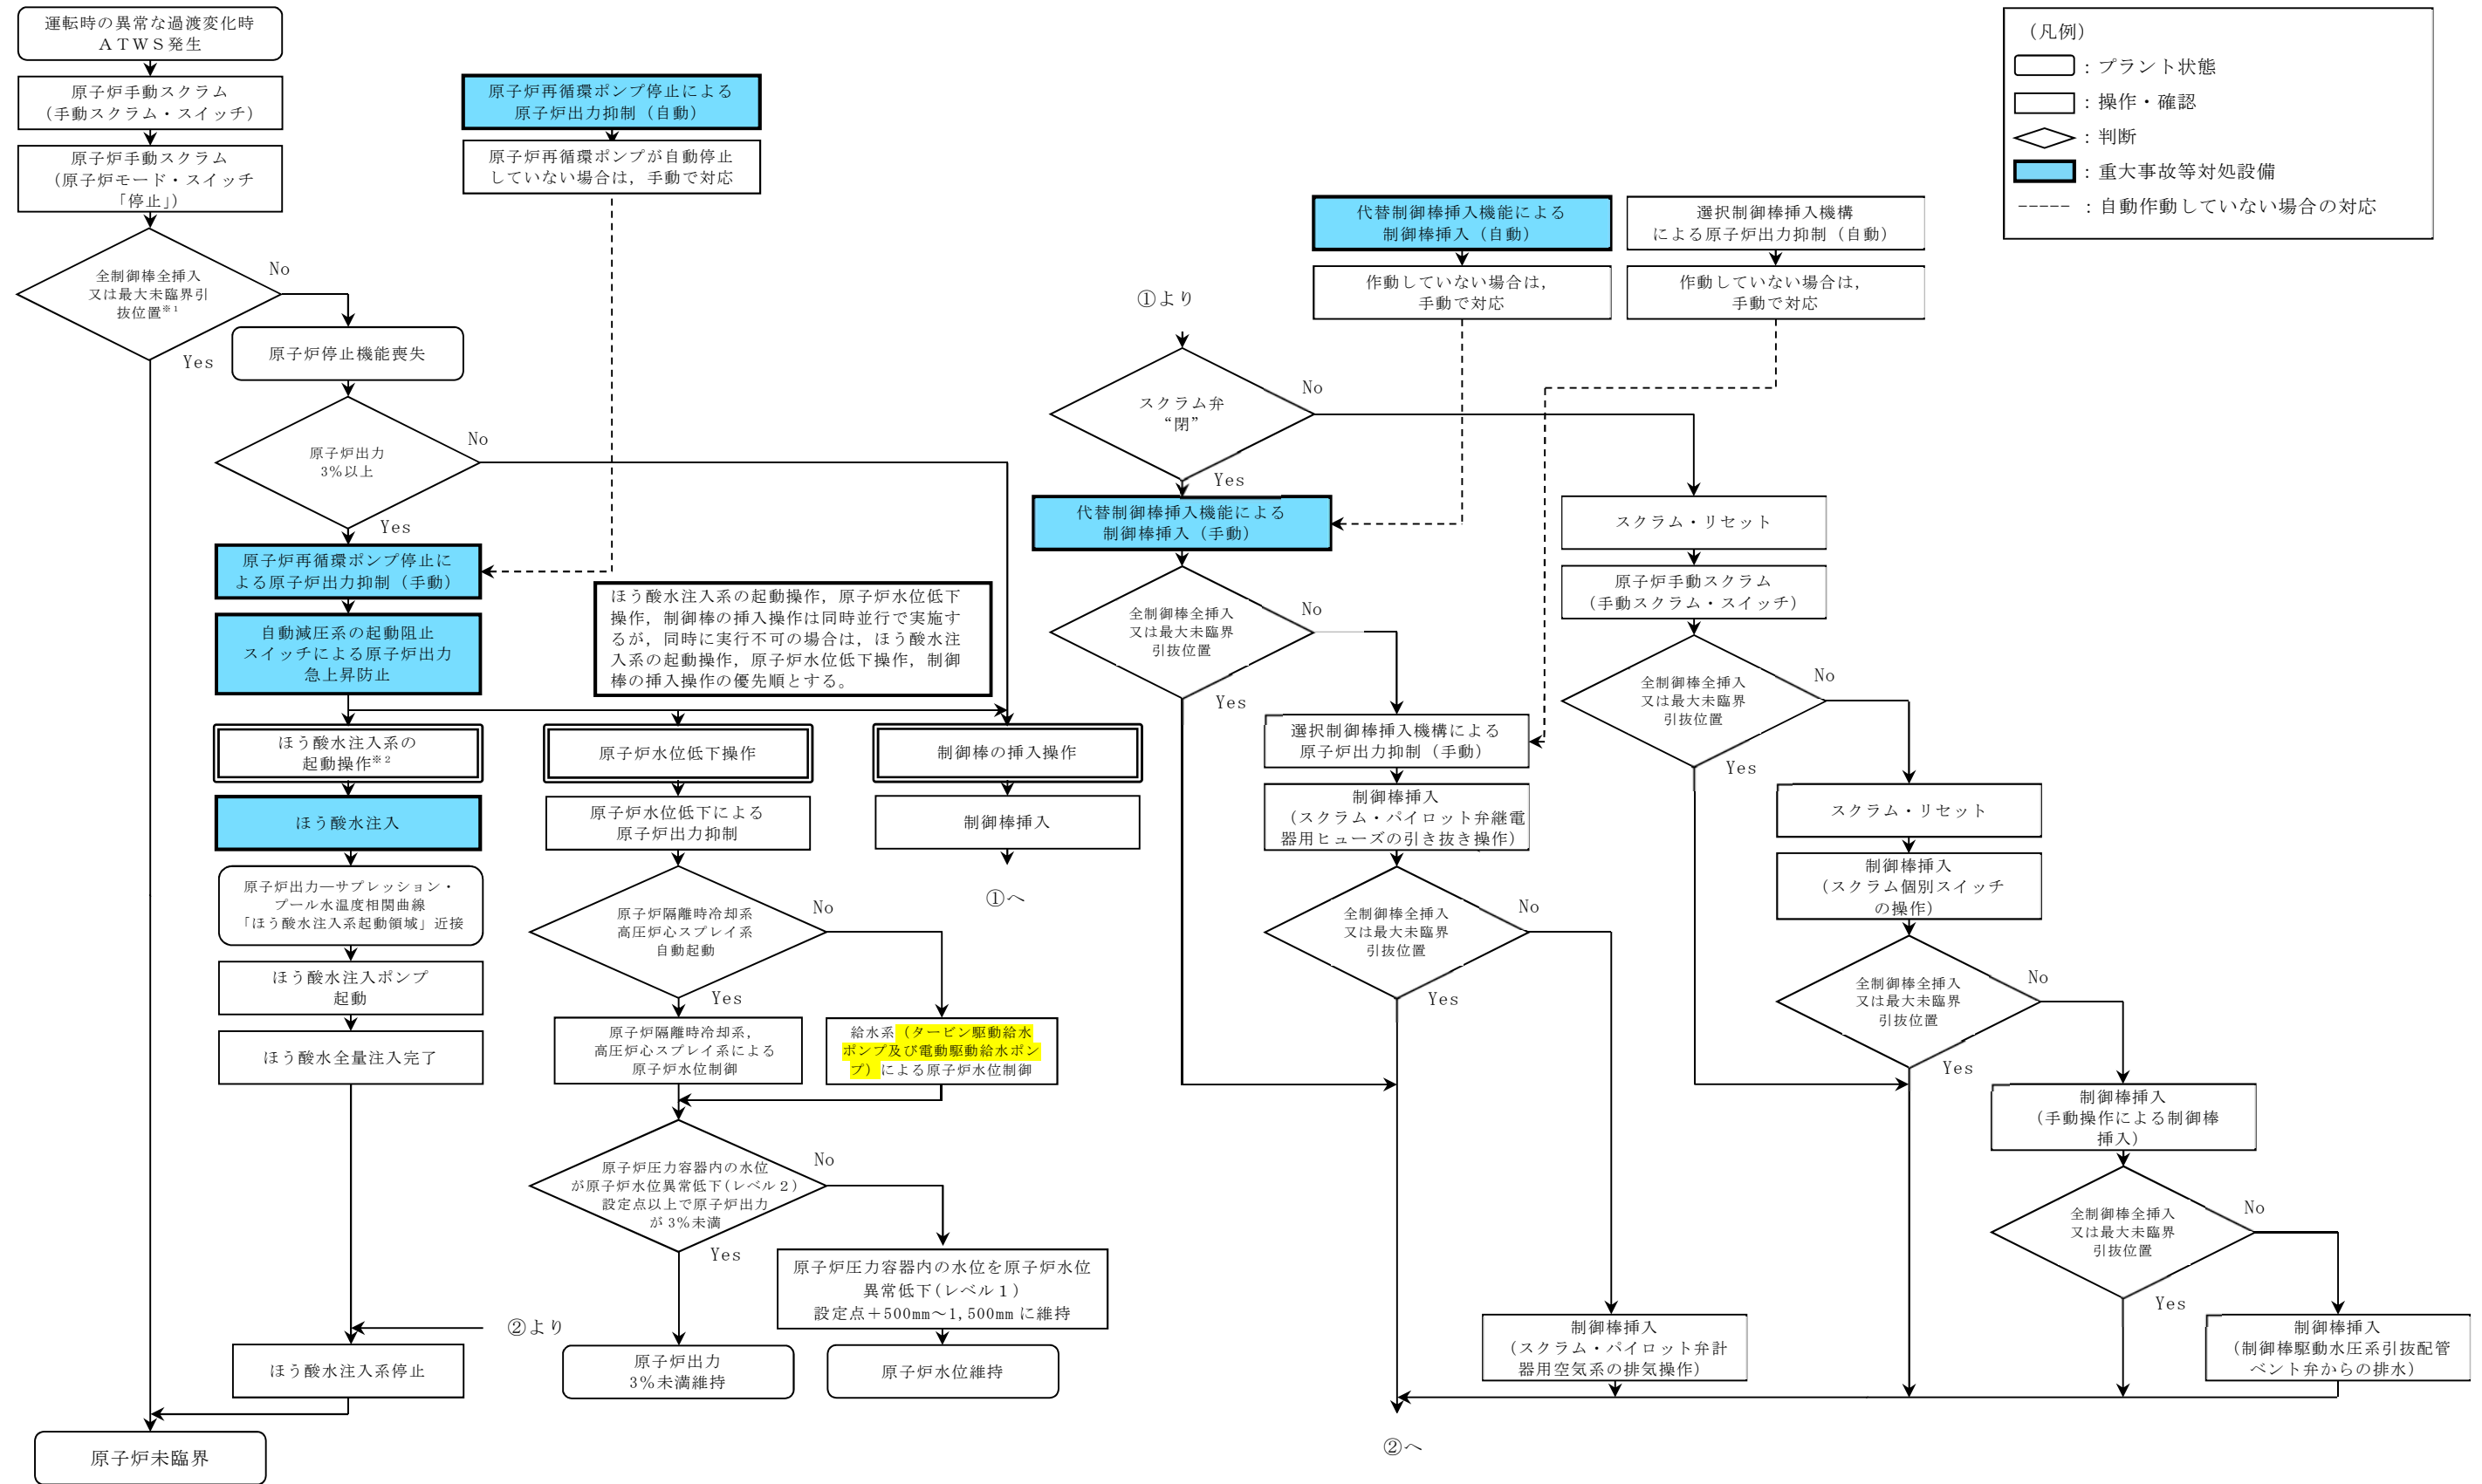 運転時の異常な過渡変化時
ＡＴＷＳ発生
原子炉手動スクラム
（手動スクラム・スイッチ）
原子炉手動スクラム
（原子炉モード・スイッチ
「停止」）
全制御棒全挿入
又は最大未臨界引
抜位置※１
No
Yes
原子炉停止機能喪失
原子炉出力
3％以上
No
Yes
原子炉再循環ポンプ停止による
原子炉出力抑制（自動）
原子炉再循環ポンプが自動停止
していない場合は，手動で対応
原子炉再循環ポンプ停止に
よる原子炉出力抑制（手動）
自動減圧系の起動阻止
スイッチによる原子炉出力
急上昇防止
ほう酸水注入系の起動操作，原子炉水位低下
操作，制御棒の挿入操作は同時並行で実施す
るが，同時に実行不可の場合は，ほう酸水注
入系の起動操作，原子炉水位低下操作，制御
棒の挿入操作の優先順とする。
ほう酸水注入系の
起動操作※２
ほう酸水注入
原子炉出力―サプレッション・
プール水温度相関曲線
「ほう酸水注入系起動領域」近接
ほう酸水注入ポンプ
起動
ほう酸水全量注入完了
②より
ほう酸水注入系停止
原子炉未臨界
原子炉水位低下操作
原子炉水位低下による
原子炉出力抑制
原子炉隔離時冷却系
高圧炉心スプレイ系
自動起動
No
Yes
原子炉隔離時冷却系，
高圧炉心スプレイ系による
原子炉水位制御
給水系（タービン駆動給水
ポンプ及び電動駆動給水ポン
プ）による原子炉水位制御
原子炉圧力容器内の水位
が原子炉水位異常低下(レベル２)
設定点以上で原子炉出力
が 3％未満
No
Yes
原子炉圧力容器内の水位を原子炉水位
異常低下(レベル１)
設定点＋500mm～1,500mm に維持
原子炉出力
3％未満維持
原子炉水位維持
制御棒の挿入操作
制御棒挿入
①へ
①より
スクラム弁
“閉”
No
Yes
代替制御棒挿入機能による
制御棒挿入（自動）
作動していない場合は，
手動で対応
選択制御棒挿入機構
による原子炉出力抑制（自動）
作動していない場合は，
手動で対応
代替制御棒挿入機能による
制御棒挿入（手動）
全制御棒全挿入
又は最大未臨界
引抜位置
No
Yes
選択制御棒挿入機構による
原子炉出力抑制（手動）
制御棒挿入
（スクラム・パイロット弁継電
器用ヒューズの引き抜き操作）
全制御棒全挿入
又は最大未臨界
引抜位置
No
Yes
制御棒挿入
（スクラム・パイロット弁計
器用空気系の排気操作）
②へ
スクラム・リセット
原子炉手動スクラム
（手動スクラム・スイッチ）
全制御棒全挿入
又は最大未臨界
引抜位置
No
Yes
スクラム・リセット
制御棒挿入
（スクラム個別スイッチ
の操作）
全制御棒全挿入
又は最大未臨界
引抜位置
No
Yes
制御棒挿入
（手動操作による制御棒
挿入）
全制御棒全挿入
又は最大未臨界
引抜位置
No
Yes
制御棒挿入
（制御棒駆動水圧系引抜配管
ベント弁からの排水）
（凡例）
：プラント状態
：操作・確認
：判断
：重大事故等対処設備
：自動作動していない場合の対応